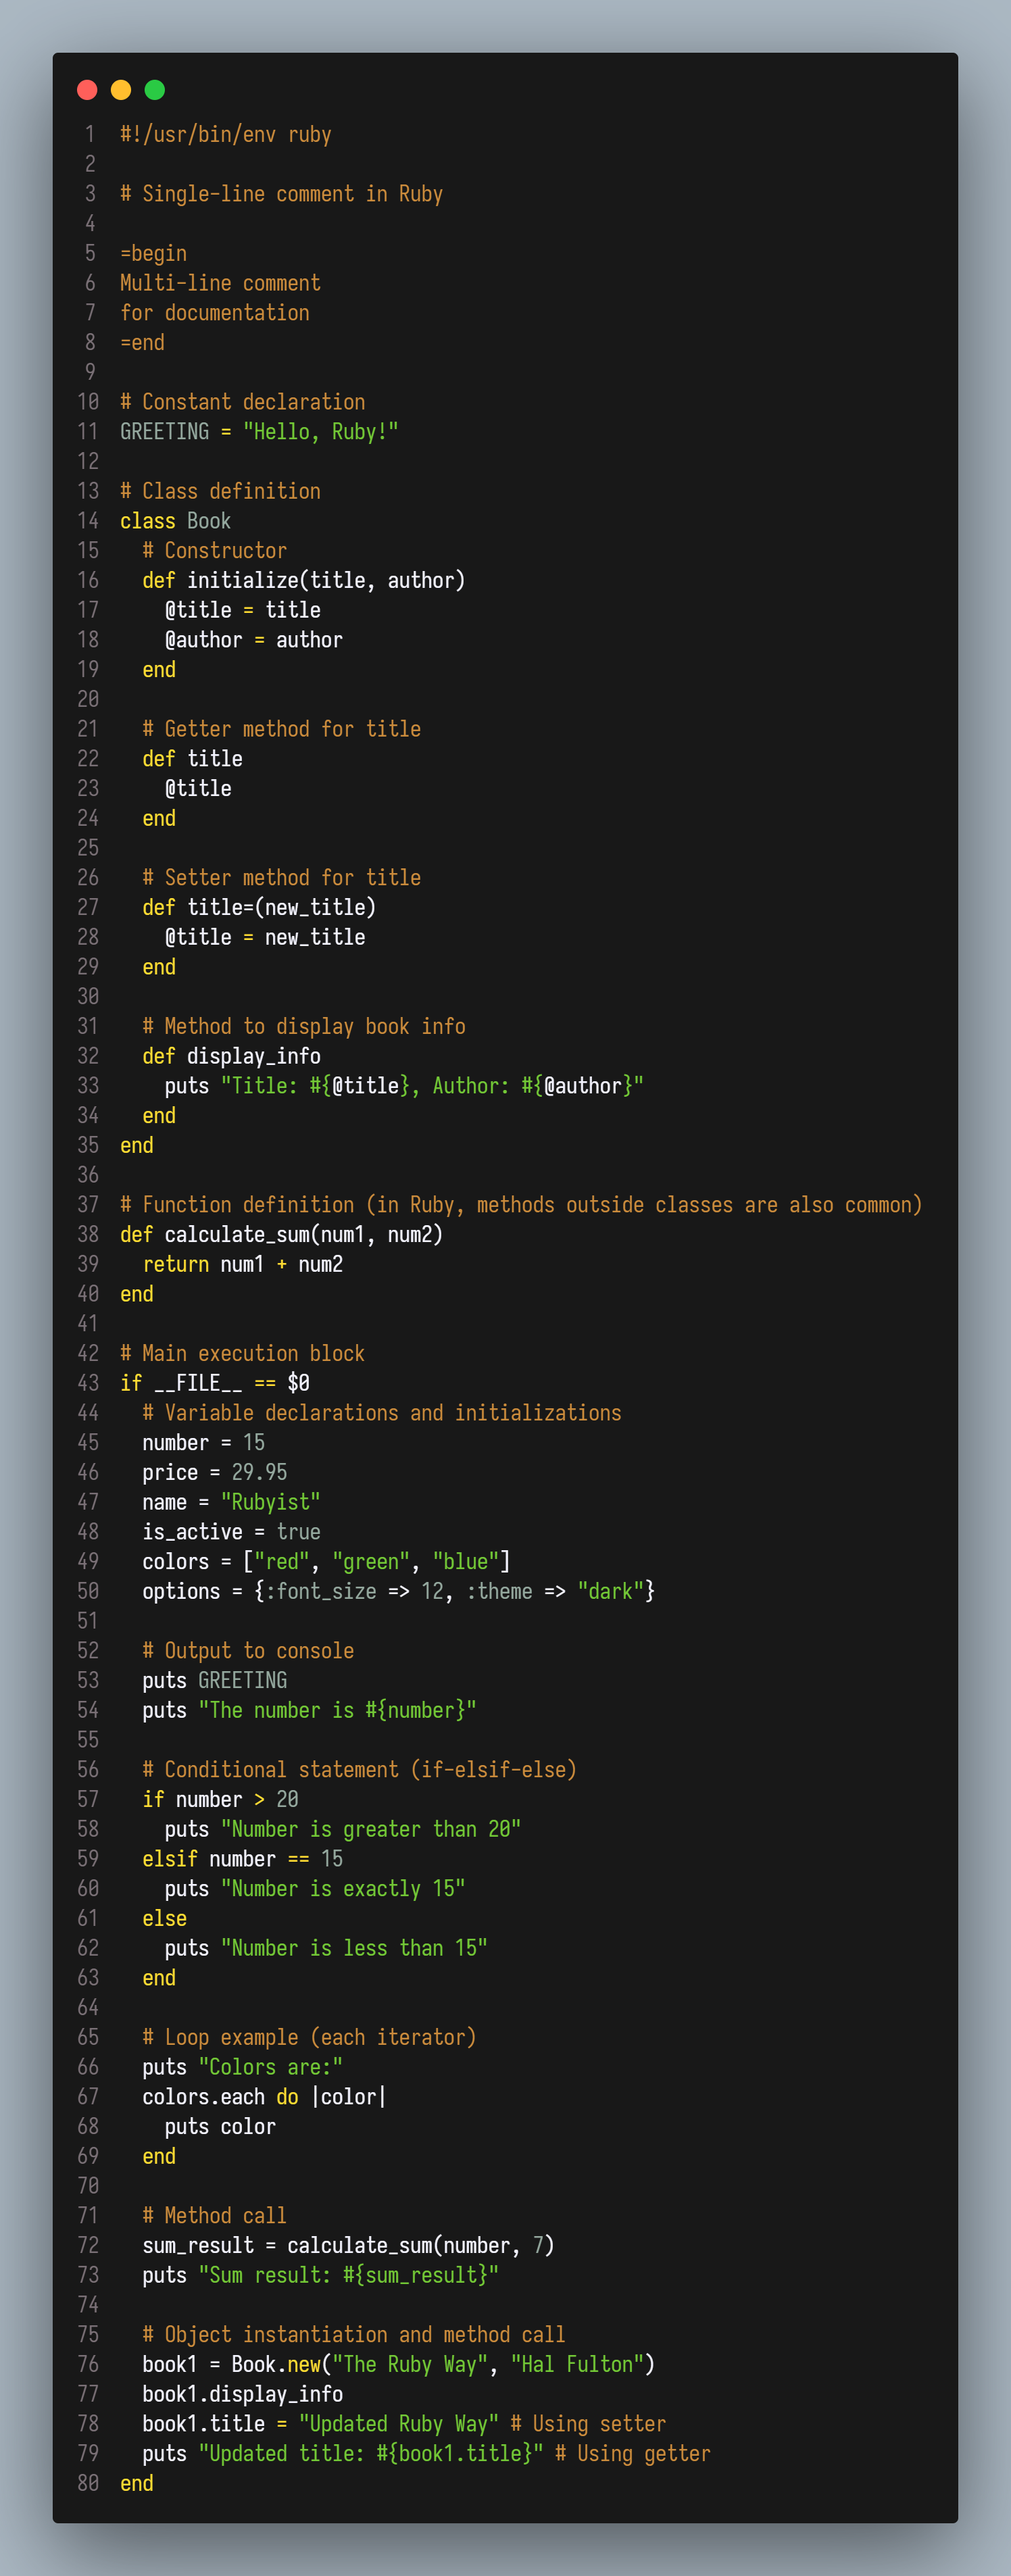 1 #!/usr/bin/env ruby
2
3 # Single-line comment in Ruby
4
5 =begin
6 Multi-line comment
7 for documentation
8 =end
9
10 # Constant declaration
11 GREETING = "Hello, Ruby!"
12
13 # Class definition
14 class Book
15   # Constructor
16   def initialize(title, author)
17     @title = title
18     @author = author
19   end
20
21   # Getter method for title
22   def title
23     @title
24   end
25
26   # Setter method for title
27   def title=(new_title)
28     @title = new_title
29   end
30
31   # Method to display book info
32   def display_info
33     puts "Title: #{@title}, Author: #{@author}"
34   end
35 end
36
37 # Function definition (in Ruby, methods outside classes are also common)
38 def calculate_sum(num1, num2)
39   return num1 + num2
40 end
41
42 # Main execution block
43 if __FILE__ == $0
44   # Variable declarations and initializations
45   number = 15
46   price = 29.95
47   name = "Rubyist"
48   is_active = true
49   colors = ["red", "green", "blue"]
50   options = {:font_size => 12, :theme => "dark"}
51
52   # Output to console
53   puts GREETING
54   puts "The number is #{number}"
55
56   # Conditional statement (if-elsif-else)
57   if number > 20
58     puts "Number is greater than 20"
59   elsif number == 15
60     puts "Number is exactly 15"
61   else
62     puts "Number is less than 15"
63   end
64
65   # Loop example (each iterator)
66   puts "Colors are:"
67   colors.each do |color|
68     puts color
69   end
70
71   # Method call
72   sum_result = calculate_sum(number, 7)
73   puts "Sum result: #{sum_result}"
74
75   # Object instantiation and method call
76   book1 = Book.new("The Ruby Way", "Hal Fulton")
77   book1.display_info
78   book1.title = "Updated Ruby Way" # Using setter
79   puts "Updated title: #{book1.title}" # Using getter
80 end